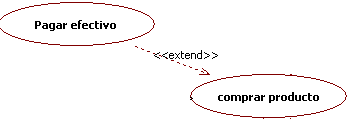 Pagar efectivo
<<extend>>
comprar producto